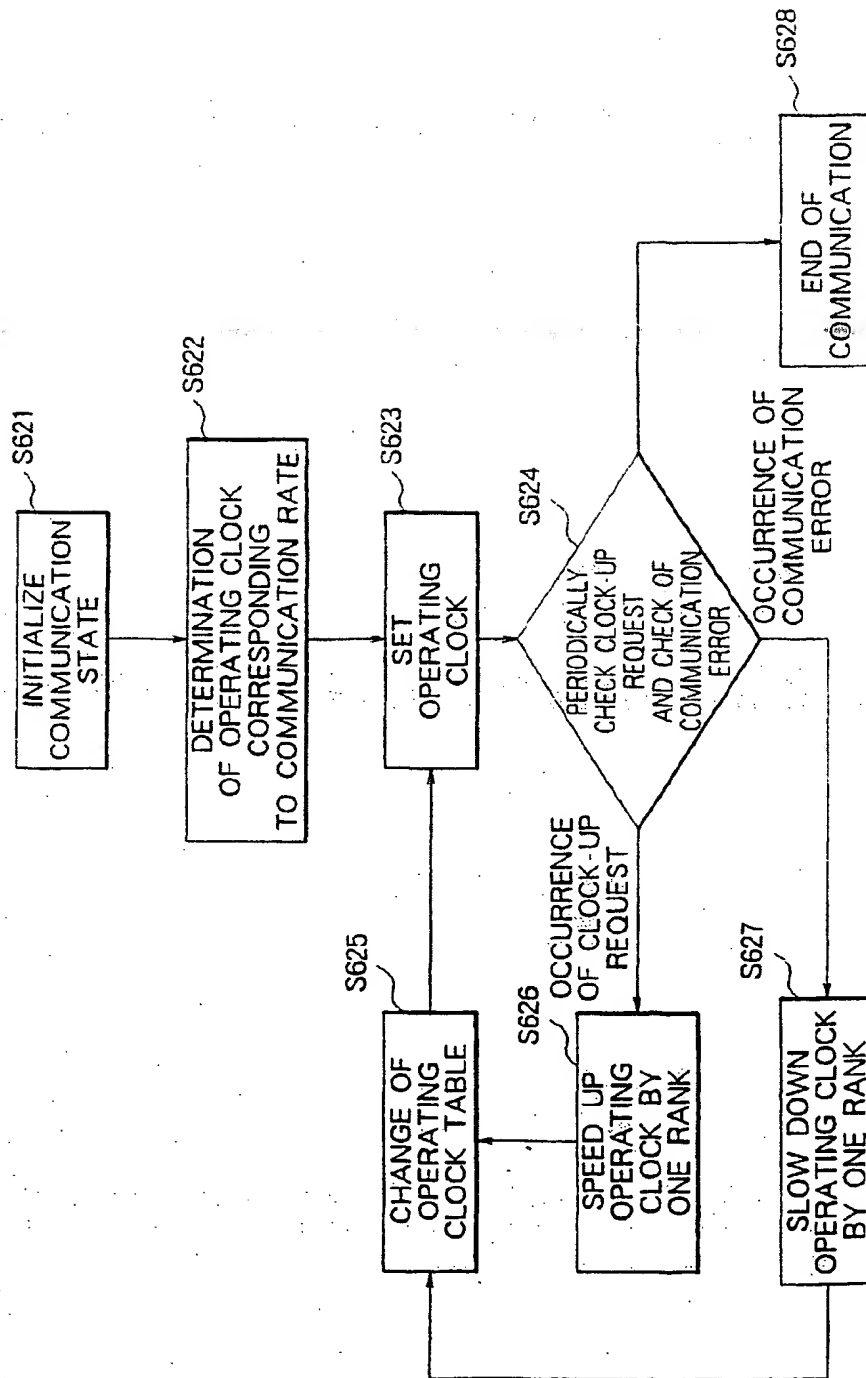 S621
INITIALIZE
COMMUNICATION
STATE
S622
DETERMINATION
OF OPERATING CLOCK
CORRESPONDING
TO COMMUNICATION RATE
S623
SET
OPERATING
CLOCK
S624
PERIODICALLY
CHECK CLOCK-UP
REQUEST
AND CHECK OF
COMMUNICATION
ERROR
S625
CHANGE OF
OPERATING
CLOCK TABLE
OCCURRENCE
OF CLOCK-UP
REQUEST
S626
SPEED UP
OPERATING
CLOCK BY
ONE RANK
OCCURRENCE OF
COMMUNICATION
ERROR
S627
SLOW DOWN
OPERATING CLOCK
BY ONE RANK
S628
END OF
COMMUNICATION